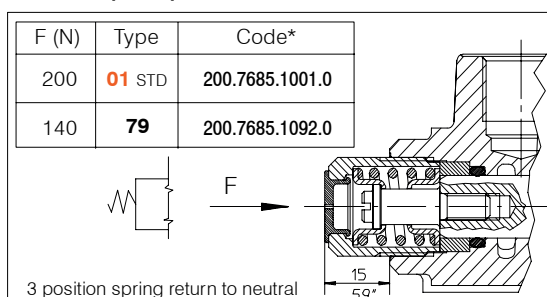 F (N) Type Code*
200 01 STD 200.7685.1001.0
140 79 200.7685.1092.0
F
15
.59"
3 position spring return to neutral